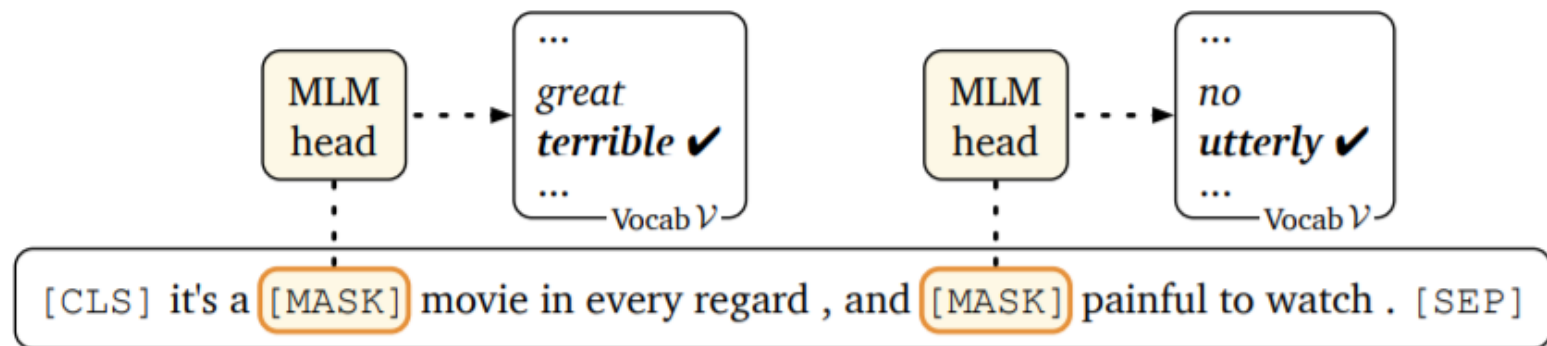 MLM
head
...
great
terrible ✔
...
Vocab 𝒱
MLM
head
...
no
utterly ✔
...
Vocab 𝒱
[CLS] it's a [MASK] movie in every regard , and [MASK] painful to watch . [SEP]